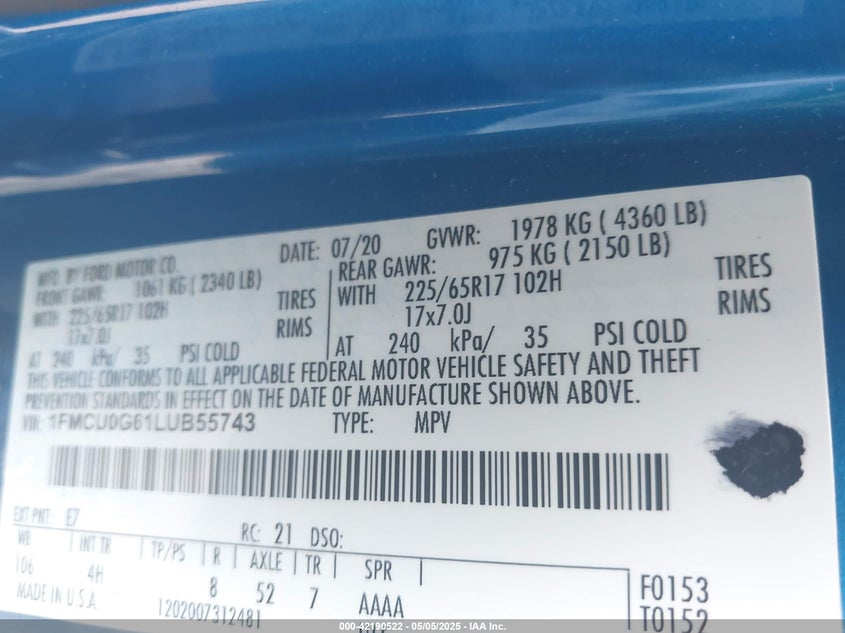 MFD BY FORD MOTOR CO. DATE: 07/20 GVWR: 1978 KG ( 4360 LB)
FRONT GAWR: 1061 KG ( 2340 LB) REAR GAWR: 975 KG ( 2150 LB)
WITH 225/65R17 102H TIRES WITH 225/65R17 102H TIRES
17x7.0J RIMS 17x7.0J RIMS
AT 240 kPa/ 35 PSI COLD AT 240 kPa/ 35 PSI COLD
THIS VEHICLE CONFORMS TO ALL APPLICABLE FEDERAL MOTOR VEHICLE SAFETY AND THEFT
PREVENTION STANDARDS IN EFFECT ON THE DATE OF MANUFACTURE SHOWN ABOVE.
VIN: 1FMCU0G61LUB55743 TYPE: MPV
EXT PNT: E7 RC: 21 DSO:
WB INT TR TP/PS R AXLE TR SPR
106 4H 8 52 7 AAAA
F0153
MADE IN U.S.A. 1202007312481 T0152
000-42190522 - 05/05/2025 - IAA Inc.